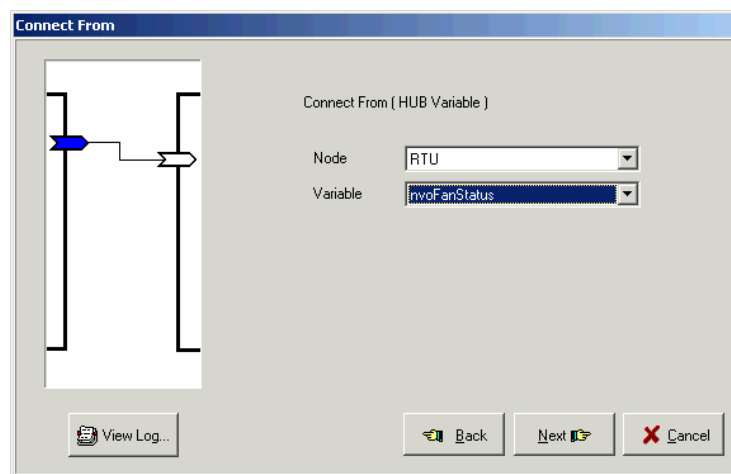 Connect From
Connect From ( HUB Variable )
Node RTU
Variable nvoFanStatus
View Log... Back Next Cancel